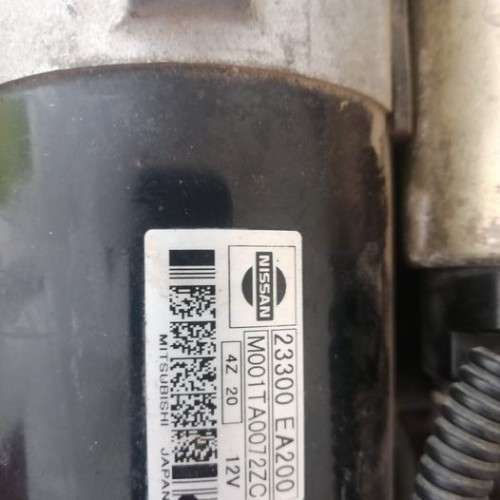 NISSAN
23300 EA200
M001TA0072ZC
4Z 20 12V
MITSUBISHI JAPAN